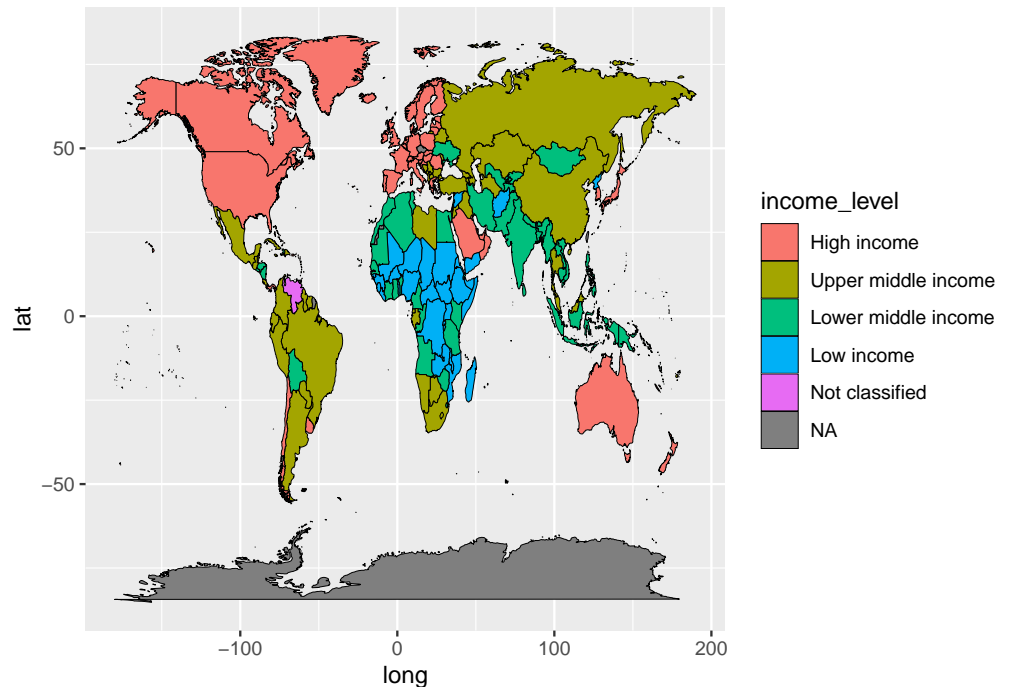 50
0
−50
lat
−100
0
100
200
long
income_level
High income
Upper middle income
Lower middle income
Low income
Not classified
NA